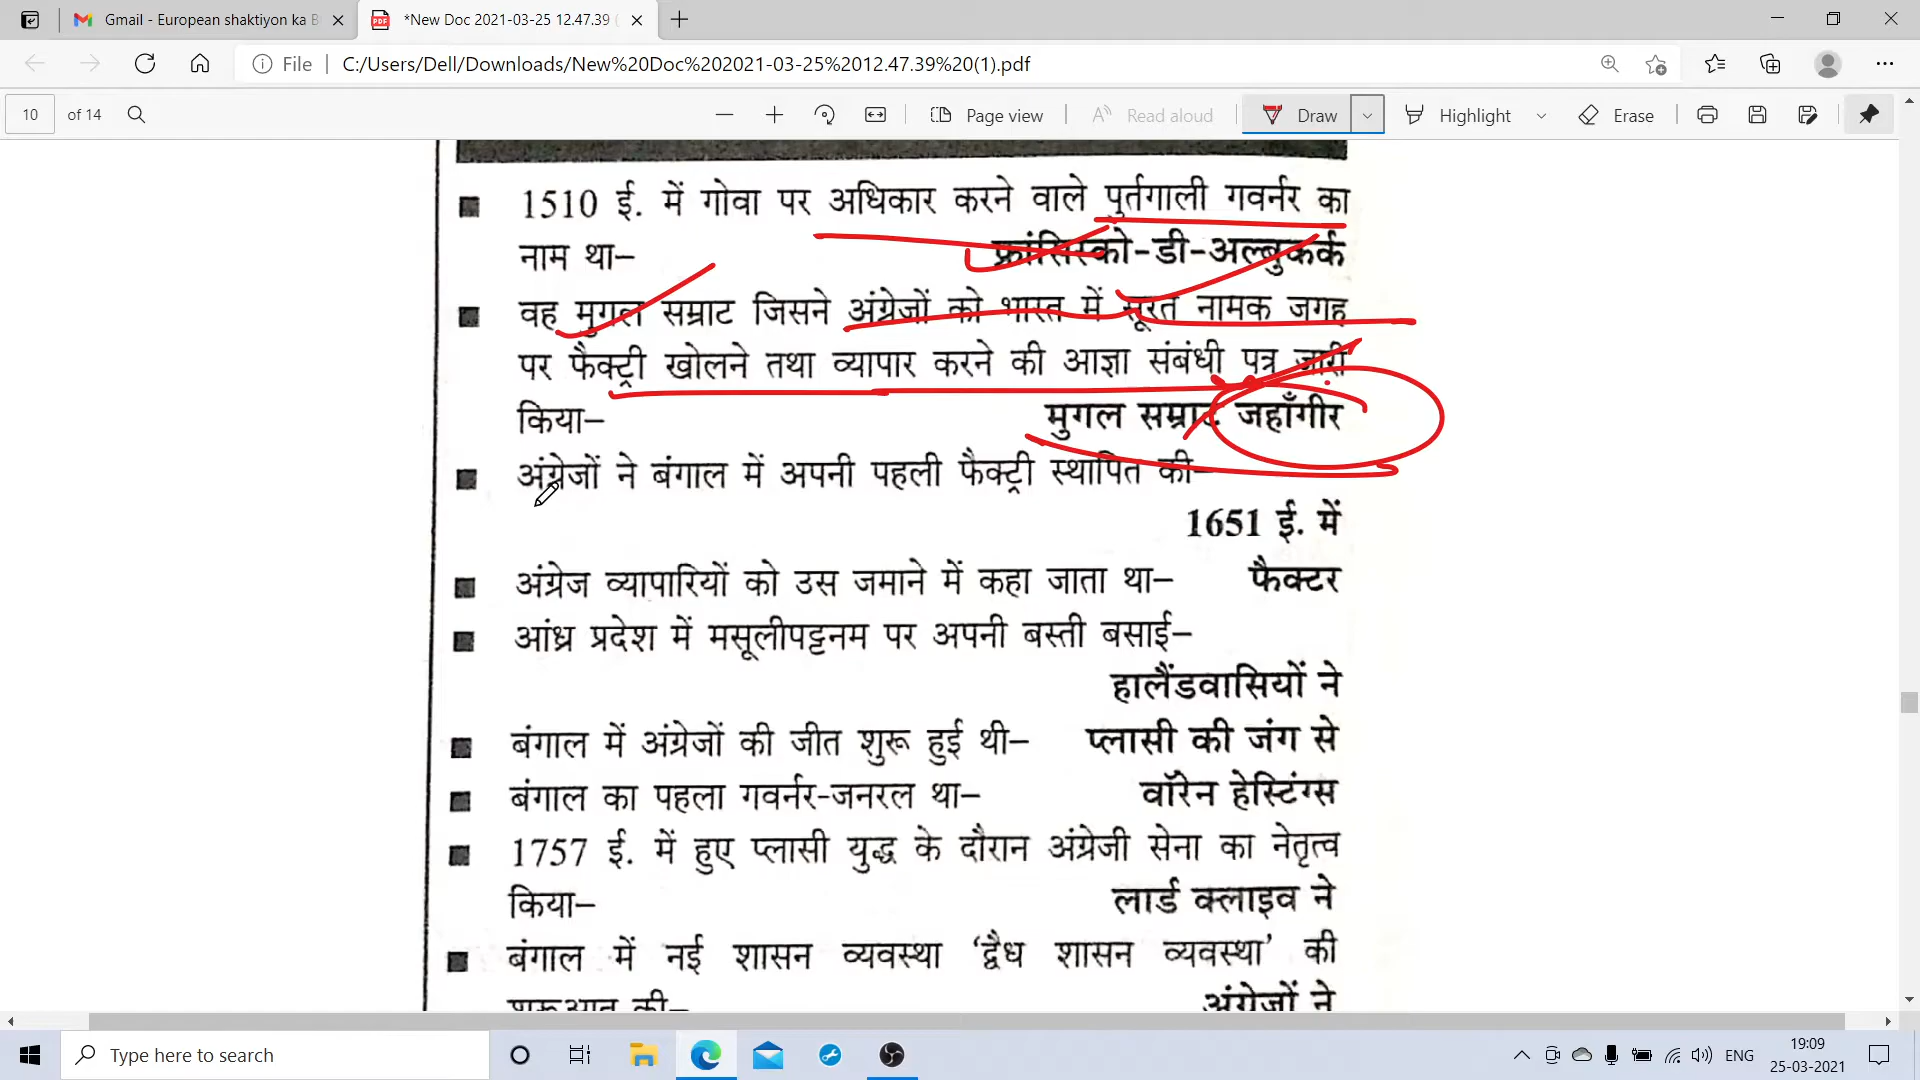 Gmail - European shaktiyon ka B
*New Doc 2021-03-25 12.47.39 (
File
C:/Users/Dell/Downloads/New%20Doc%202021-03-25%2012.47.39%20(1).pdf
10 of 14
Page view
Read aloud
Draw
Highlight
Erase
1510 ई. में गोवा पर अधिकार करने वाले पुर्तगाली गवर्नर का
नाम था– फ्रांसिस्को-डी-अल्बुकर्क
वह मुगल सम्राट जिसने अंग्रेजों को भारत में सूरत नामक जगह
पर फैक्ट्री खोलने तथा व्यापार करने की आज्ञा संबंधी पत्र जारी
किया– मुगल सम्राट जहाँगीर
अंग्रेजों ने बंगाल में अपनी पहली फैक्ट्री स्थापित की–
1651 ई. में
अंग्रेज व्यापारियों को उस जमाने में कहा जाता था– फैक्टर
आंध्र प्रदेश में मसूलीपट्टनम पर अपनी बस्ती बसाई–
हालैंडवासियों ने
बंगाल में अंग्रेजों की जीत शुरू हुई थी– प्लासी की जंग से
बंगाल का पहला गवर्नर-जनरल था– वॉरेन हेस्टिंग्स
1757 ई. में हुए प्लासी युद्ध के दौरान अंग्रेजी सेना का नेतृत्व
किया– लार्ड क्लाइव ने
बंगाल में नई शासन व्यवस्था ‘द्वैध शासन व्यवस्था’ की
शुरूआत की– अंग्रेजों ने
Type here to search
ENG
19:09
25-03-2021